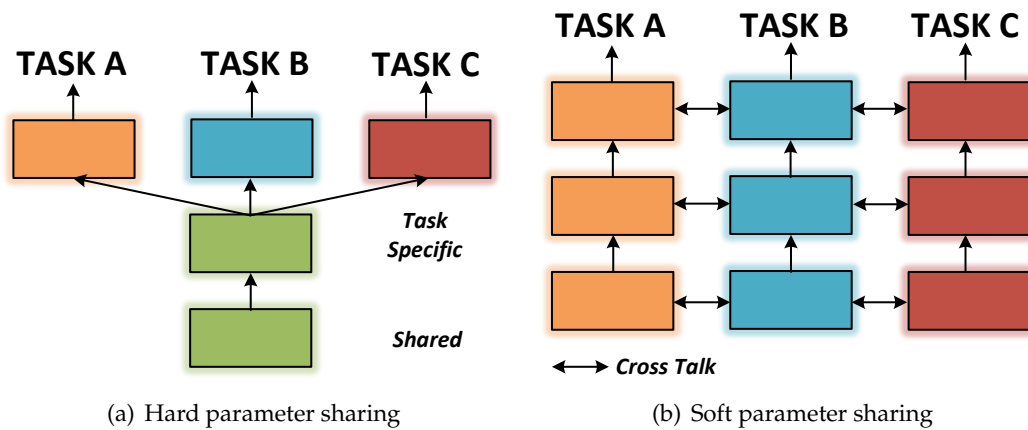 TASK A TASK B TASK C
Task
Specific
Shared
(a) Hard parameter sharing
TASK A TASK B TASK C
Cross Talk
(b) Soft parameter sharing